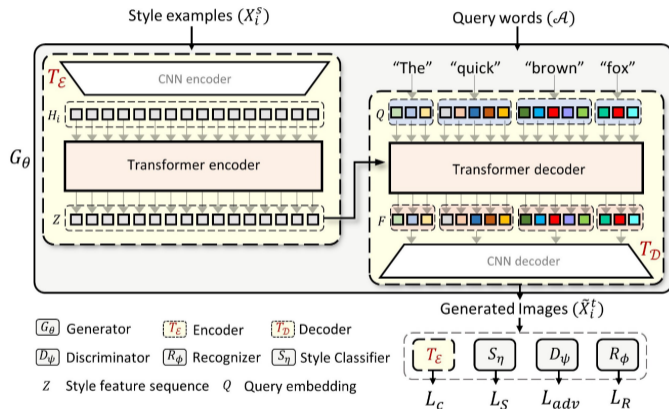 Style examples (X_i^s)
Query words (𝒜)
T_ℰ
CNN encoder
"The" "quick" "brown" "fox"
H_i
Q
G_θ
Transformer encoder
Transformer decoder
Z
F
CNN decoder
T_𝒟
Generated Images (X̃_i^t)
G_θ Generator
T_ℰ Encoder
T_𝒟 Decoder
D_ψ Discriminator
R_ϕ Recognizer
S_η Style Classifier
Z Style feature sequence
Q Query embedding
T_ℰ S_η D_ψ R_ϕ
L_c L_S L_adv L_R